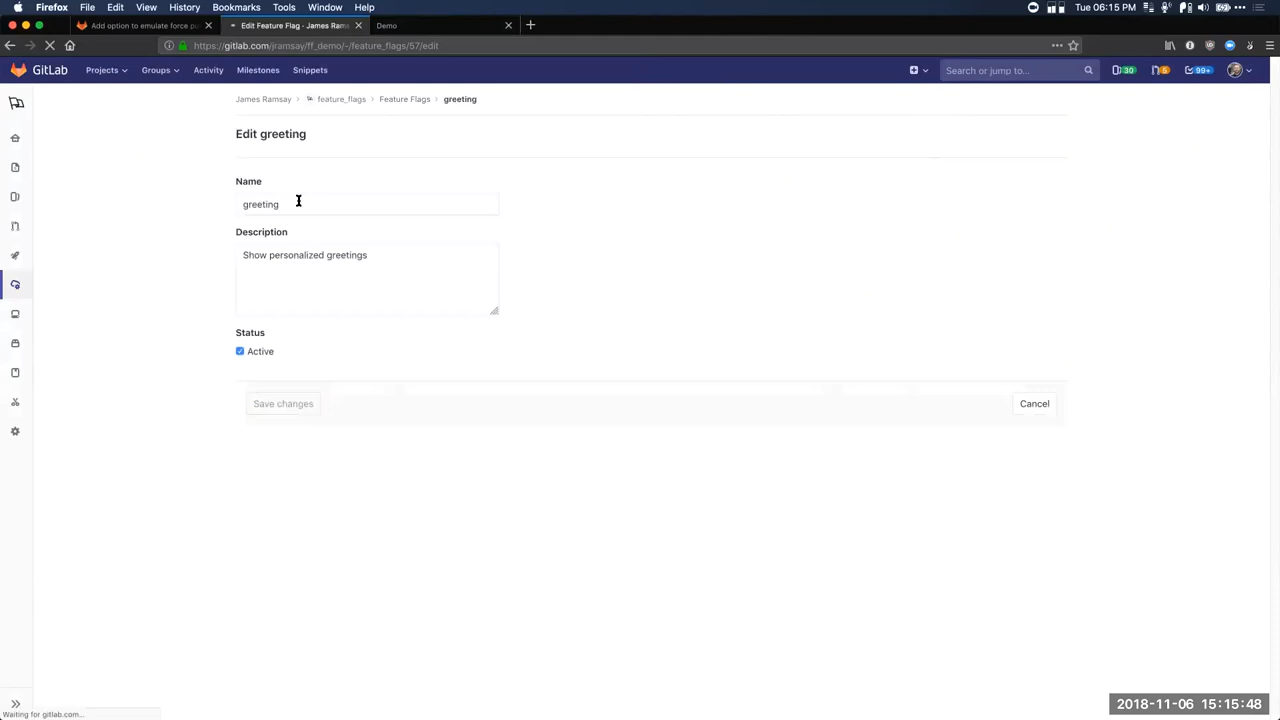 Firefox File Edit View History Bookmarks Tools Window Help
Tue 06:15 PM
Add option to emulate force pu
Edit Feature Flag - James Rams
Demo
https://gitlab.com/jramsay/ff_demo/-/feature_flags/57/edit
GitLab Projects Groups Activity Milestones Snippets
Search or jump to...
30
5
99+
James Ramsay > feature_flags > Feature Flags > greeting
Edit greeting
Name
greeting
Description
Show personalized greetings
Status
Active
Save changes
Cancel
Waiting for gitlab.com...
2018-11-06 15:15:48